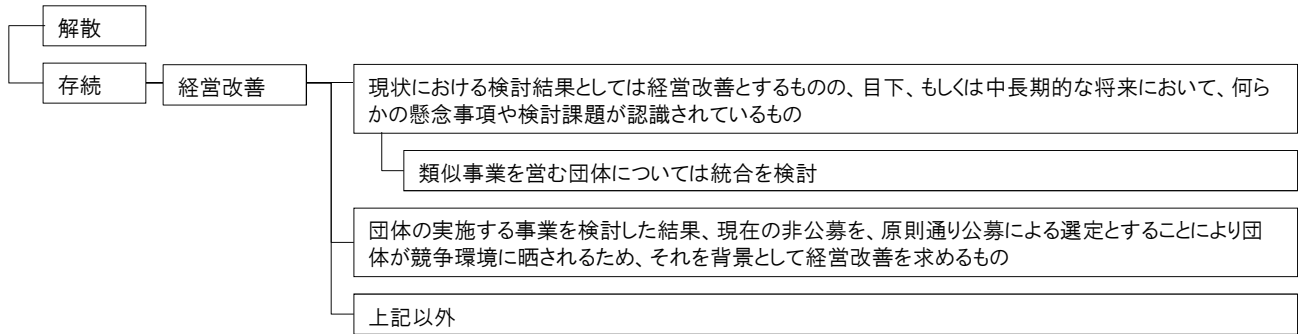 解散
存続
経営改善
現状における検討結果としては経営改善とするものの、目下、もしくは中長期的な将来において、何ら
かの懸念事項や検討課題が認識されているもの
類似事業を営む団体については統合を検討
団体の実施する事業を検討した結果、現在の非公募を、原則通り公募による選定とすることにより団
体が競争環境に晒されるため、それを背景として経営改善を求めるもの
上記以外